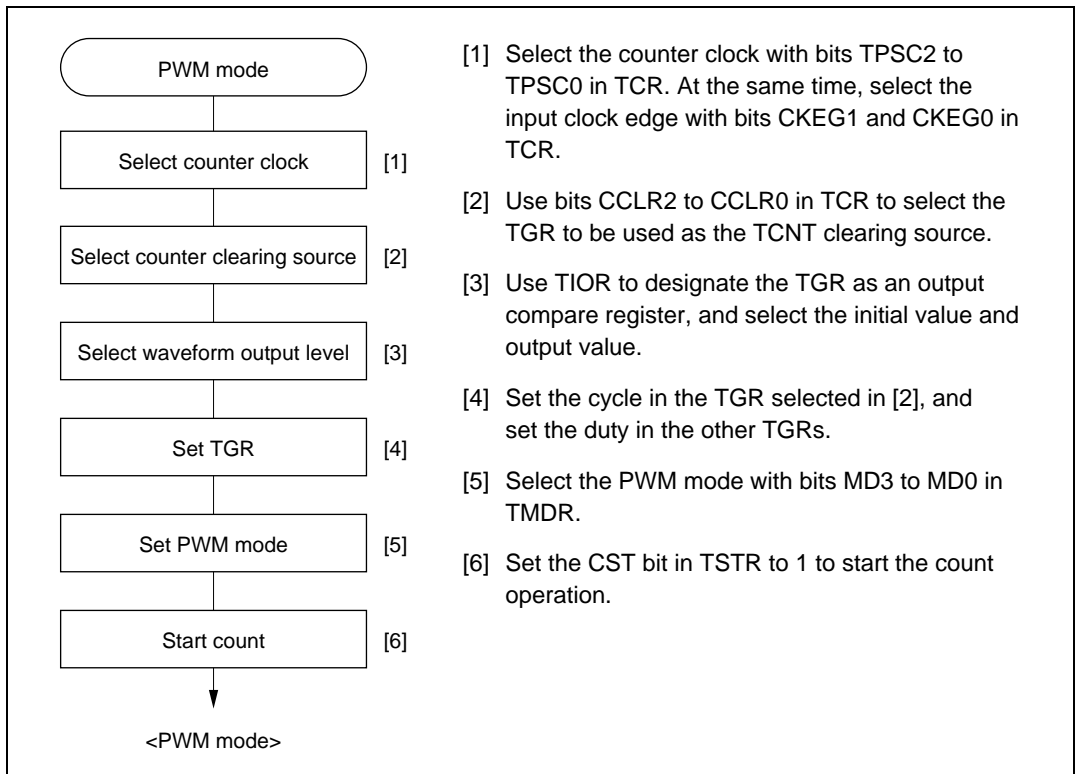 PWM mode
Select counter clock [1]
Select counter clearing source [2]
Select waveform output level [3]
Set TGR [4]
Set PWM mode [5]
Start count [6]
<PWM mode>
[1] Select the counter clock with bits TPSC2 to
TPSC0 in TCR. At the same time, select the
input clock edge with bits CKEG1 and CKEG0 in
TCR.
[2] Use bits CCLR2 to CCLR0 in TCR to select the
TGR to be used as the TCNT clearing source.
[3] Use TIOR to designate the TGR as an output
compare register, and select the initial value and
output value.
[4] Set the cycle in the TGR selected in [2], and
set the duty in the other TGRs.
[5] Select the PWM mode with bits MD3 to MD0 in
TMDR.
[6] Set the CST bit in TSTR to 1 to start the count
operation.